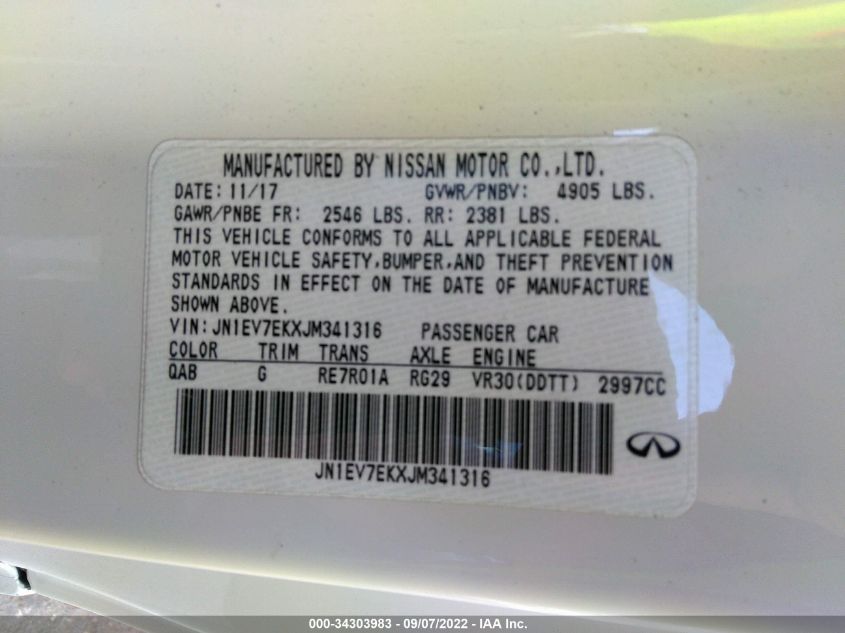 MANUFACTURED BY NISSAN MOTOR CO.,LTD.
DATE: 11/17 GVWR/PNBV: 4905 LBS.
GAWR/PNBE FR: 2546 LBS. RR: 2381 LBS.
THIS VEHICLE CONFORMS TO ALL APPLICABLE FEDERAL
MOTOR VEHICLE SAFETY,BUMPER,AND THEFT PREVENTION
STANDARDS IN EFFECT ON THE DATE OF MANUFACTURE
SHOWN ABOVE.
VIN: JN1EV7EKXJM341316 PASSENGER CAR
COLOR TRIM TRANS AXLE ENGINE
QAB G RE7R01A RG29 VR30(DDTT) 2997CC
JN1EV7EKXJM341316
000-34303983 - 09/07/2022 - IAA Inc.